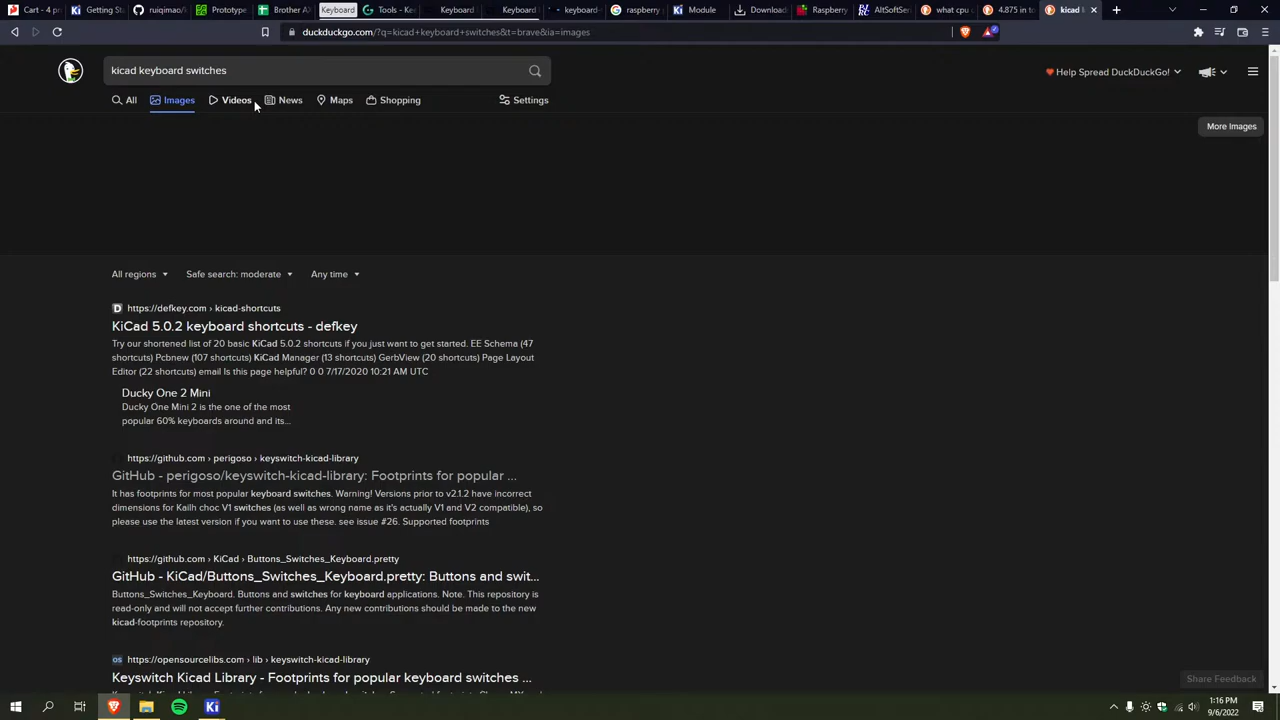 Cart - 4 pr
Getting Sta
ruiqimao/k
Prototype
Brother AX
Keyboard
Tools - Kee
Keyboard
Keyboard
keyboard-
raspberry
Module
Download
Raspberry
AltSoftSer
what cpu
4.875 in to
kicad k
duckduckgo.com/?q=kicad+keyboard+switches&t=brave&ia=images
kicad keyboard switches
Help Spread DuckDuckGo!
All
Images
Videos
News
Maps
Shopping
Settings
More Images
All regions
Safe search: moderate
Any time
https://defkey.com › kicad-shortcuts
KiCad 5.0.2 keyboard shortcuts - defkey
Try our shortened list of 20 basic KiCad 5.0.2 shortcuts if you just want to get started. EE Schema (47
shortcuts) Pcbnew (107 shortcuts) KiCad Manager (13 shortcuts) GerbView (20 shortcuts) Page Layout
Editor (22 shortcuts) email Is this page helpful? 0 0 7/17/2020 10:21 AM UTC
Ducky One 2 Mini
Ducky One Mini 2 is the one of the most
popular 60% keyboards around and its...
https://github.com › perigoso › keyswitch-kicad-library
GitHub - perigoso/keyswitch-kicad-library: Footprints for popular ...
It has footprints for most popular keyboard switches. Warning! Versions prior to v2.1.2 have incorrect
dimensions for Kailh choc V1 switches (as well as wrong name as it's actually V1 and V2 compatible), so
please use the latest version if you want to use these. see issue #26. Supported footprints
https://github.com › KiCad › Buttons_Switches_Keyboard.pretty
GitHub - KiCad/Buttons_Switches_Keyboard.pretty: Buttons and swit...
Buttons_Switches_Keyboard. Buttons and switches for keyboard applications. Note. This repository is
read-only and will not accept further contributions. Any new contributions should be made to the new
kicad-footprints repository.
https://opensourcelibs.com › lib › keyswitch-kicad-library
Keyswitch Kicad Library - Footprints for popular keyboard switches ...
Share Feedback
1:16 PM
9/6/2022